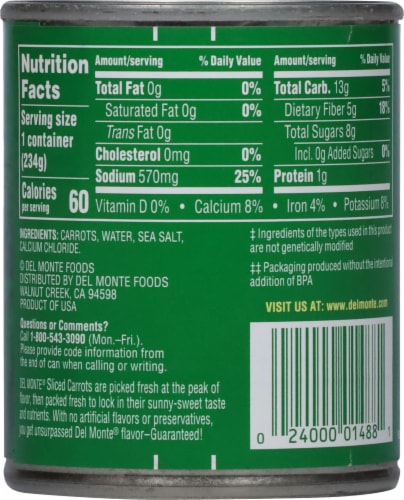 Nutrition
Facts
Serving size
1 container
(234g)
Calories
per serving 60
Amount/serving % Daily Value
Total Fat 0g 0%
Saturated Fat 0g 0%
Trans Fat 0g
Cholesterol 0mg 0%
Sodium 570mg 25%
Amount/serving % Daily Value
Total Carb. 13g 5%
Dietary Fiber 5g 18%
Total Sugars 8g
Incl. 0g Added Sugars 0%
Protein 1g
Vitamin D 0% • Calcium 8% • Iron 4% • Potassium 8%
INGREDIENTS: CARROTS, WATER, SEA SALT,
CALCIUM CHLORIDE.
© DEL MONTE FOODS
DISTRIBUTED BY DEL MONTE FOODS
WALNUT CREEK, CA 94598
PRODUCT OF USA
Questions or Comments?
Call 1-800-543-3090 (Mon.–Fri.).
Please provide code information from
the end of can when calling or writing.
DEL MONTE® Sliced Carrots are picked fresh at the peak of
flavor, then packed fresh to lock in their sunny-sweet taste
and nutrients. With no artificial flavors or preservatives,
you get unsurpassed Del Monte® flavor–Guaranteed!
‡ Ingredients of the types used in this product
are not genetically modified
‡‡ Packaging produced without the intentional
addition of BPA
VISIT US AT: www.delmonte.com
0 24000 01488 1